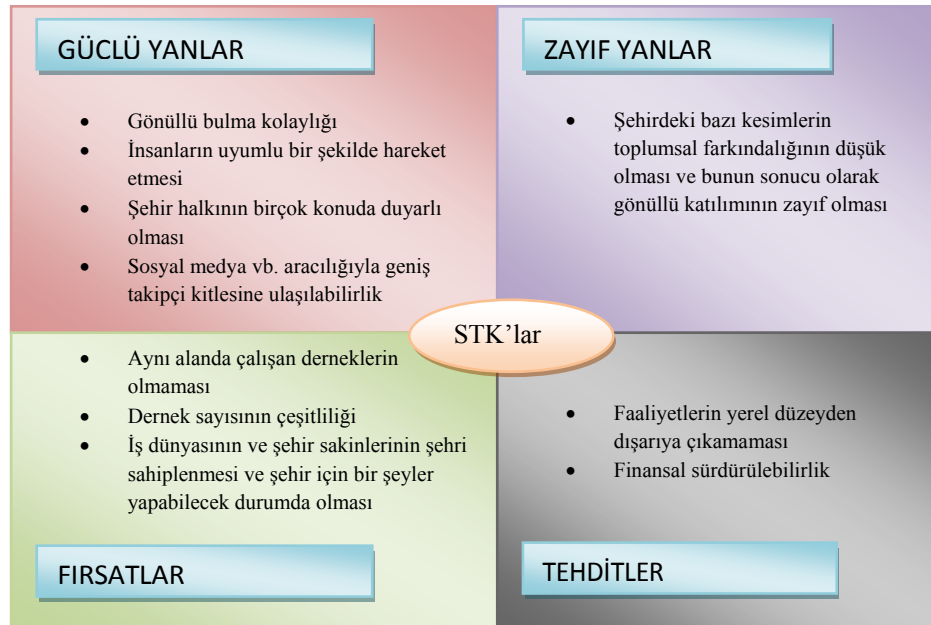 GÜCLÜ YANLAR
• Gönüllü bulma kolaylığı
• İnsanların uyumlu bir şekilde hareket
etmesi
• Şehir halkının birçok konuda duyarlı
olması
• Sosyal medya vb. aracılığıyla geniş
takipçi kitlesine ulaşılabilirlik
ZAYIF YANLAR
• Şehirdeki bazı kesimlerin
toplumsal farkındalığının düşük
olması ve bunun sonucu olarak
gönüllü katılımının zayıf olması
STK’lar
• Aynı alanda çalışan derneklerin
olmaması
• Dernek sayısının çeşitliliği
• İş dünyasının ve şehir sakinlerinin şehri
sahiplenmesi ve şehir için bir şeyler
yapabilecek durumda olması
FIRSATLAR
• Faaliyetlerin yerel düzeyden
dışarıya çıkamaması
• Finansal sürdürülebilirlik
TEHDİTLER